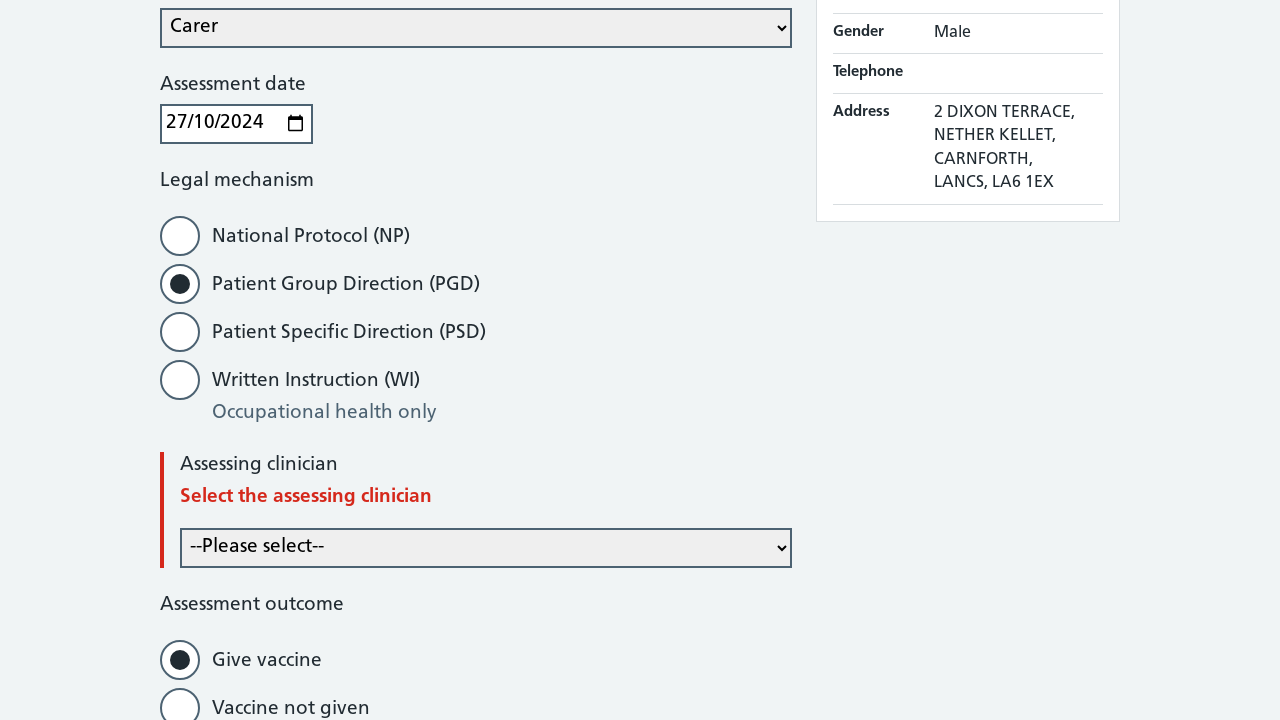 Carer
Assessment date
27/10/2024
Legal mechanism
National Protocol (NP)
Patient Group Direction (PGD)
Patient Specific Direction (PSD)
Written Instruction (WI)
Occupational health only
Assessing clinician
Select the assessing clinician
--Please select--
Assessment outcome
Give vaccine
Vaccine not given
Gender Male
Telephone
Address 2 DIXON TERRACE,
NETHER KELLET,
CARNFORTH,
LANCS, LA6 1EX